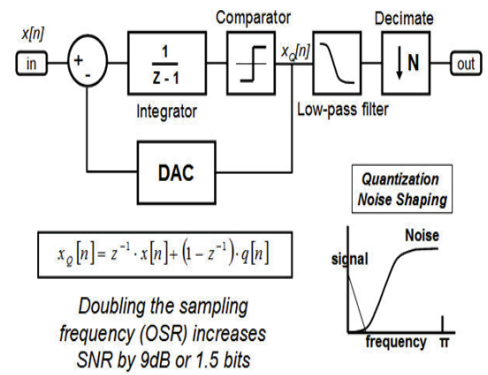 Comparator
Decimate
x[n]
in
+
-
1
Z - 1
x_Q[n]
↓N
out
Integrator
Low-pass filter
DAC
Quantization
Noise Shaping
x_Q[n] = z^-1 · x[n] + (1 - z^-1) · q[n]
signal
Noise
frequency π
Doubling the sampling
frequency (OSR) increases
SNR by 9dB or 1.5 bits